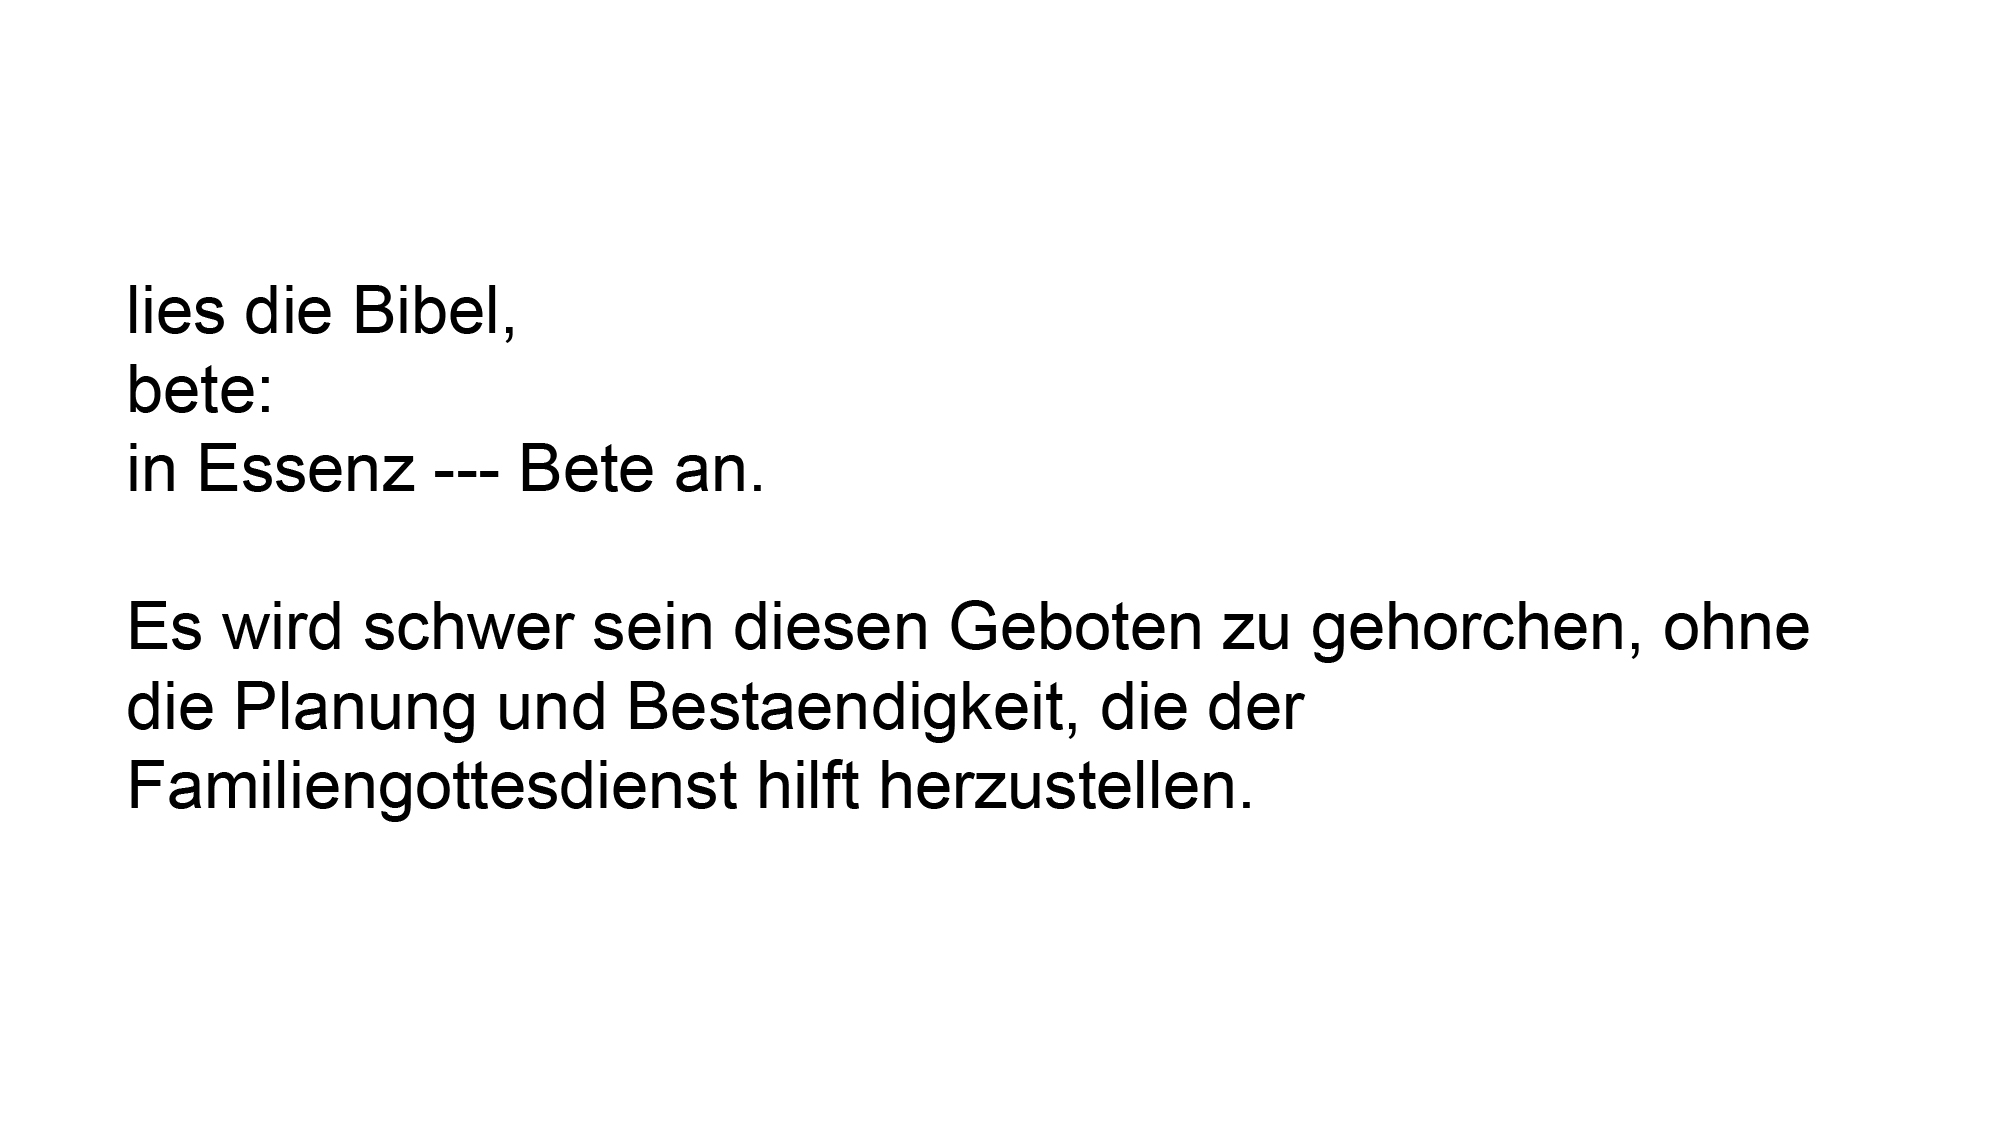 lies die Bibel,
bete:
in Essenz --- Bete an.
Es wird schwer sein diesen Geboten zu gehorchen, ohne
die Planung und Bestaendigkeit, die der
Familiengottesdienst hilft herzustellen.